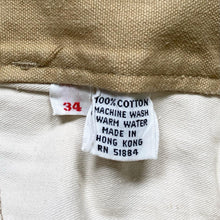 34
100% COTTON
MACHINE WASH
WARM WATER
MADE IN
HONG KONG
RN 51884